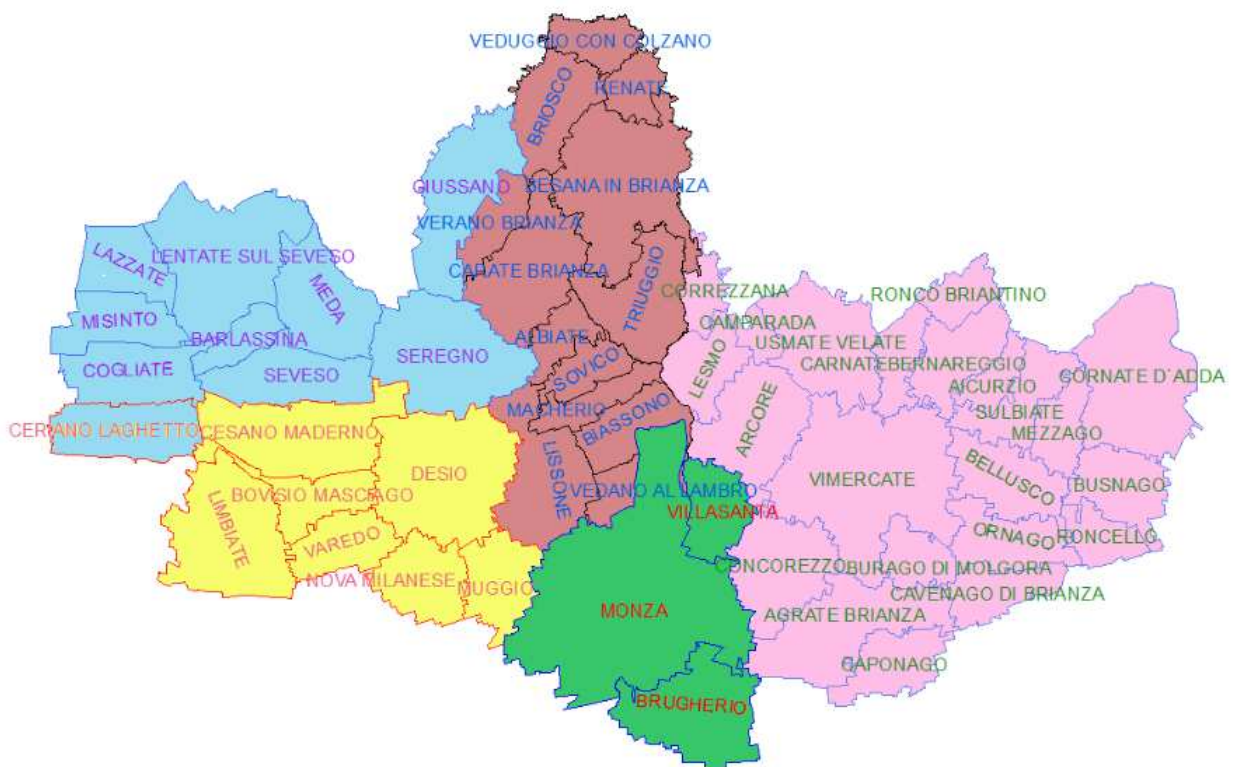 VEDUGGIO CON COLZANO
RENATE
BRIOSCO
GIUSSANO
BESANA IN BRIANZA
VERANO BRIANZA
CARATE BRIANZA
TRIUGGIO
LAZZATE
LENTATE SUL SEVESO
MEDA
MISINTO
BARLASSINA
COGLIATE
SEVESO
SEREGNO
ALBIATE
SOVICO
MACHERIO
BIASSONO
LISSONE
VEDANO AL LAMBRO
CERIANO LAGHETTO
CESANO MADERNO
DESIO
LIMBIATE
BOVISIO MASCIAGO
VAREDO
NOVA MILANESE
MUGGIO
VILLASANTA
MONZA
BRUGHERIO
CORREZZANA
CAMPARADA
RONCO BRIANTINO
USMATE VELATE
LESMO
CARNATE
BERNAREGGIO
AICURZIO
CORNATE D'ADDA
SULBIATE
MEZZAGO
ARCORE
VIMERCATE
BELLUSCO
BUSNAGO
ORNAGO
RONCELLO
CONCOREZZO
BURAGO DI MOLGORA
CAVENAGO DI BRIANZA
AGRATE BRIANZA
CAPONAGO